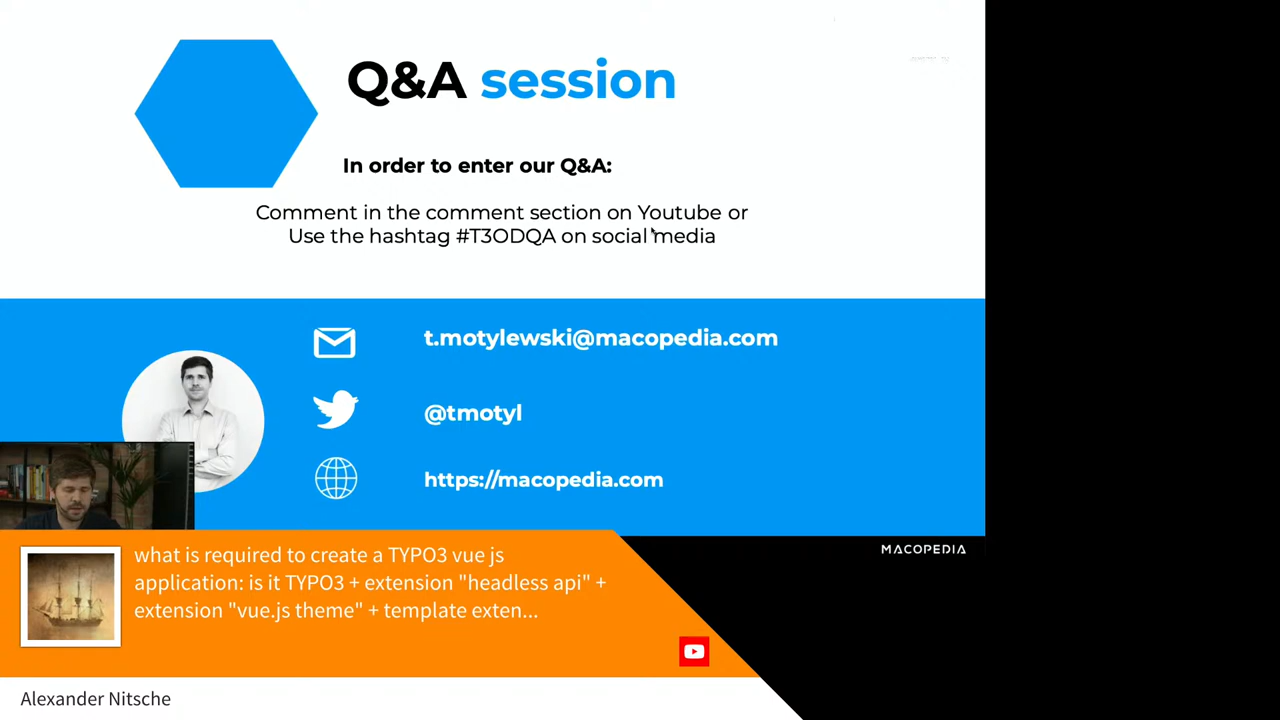 Q&A session
In order to enter our Q&A:
Comment in the comment section on Youtube or
Use the hashtag #T3ODQA on social media
t.motylewski@macopedia.com
@tmotyl
https://macopedia.com
MACOPEDIA
what is required to create a TYPO3 vue js
application: is it TYPO3 + extension "headless api" +
extension "vue.js theme" + template exten...
Alexander Nitsche